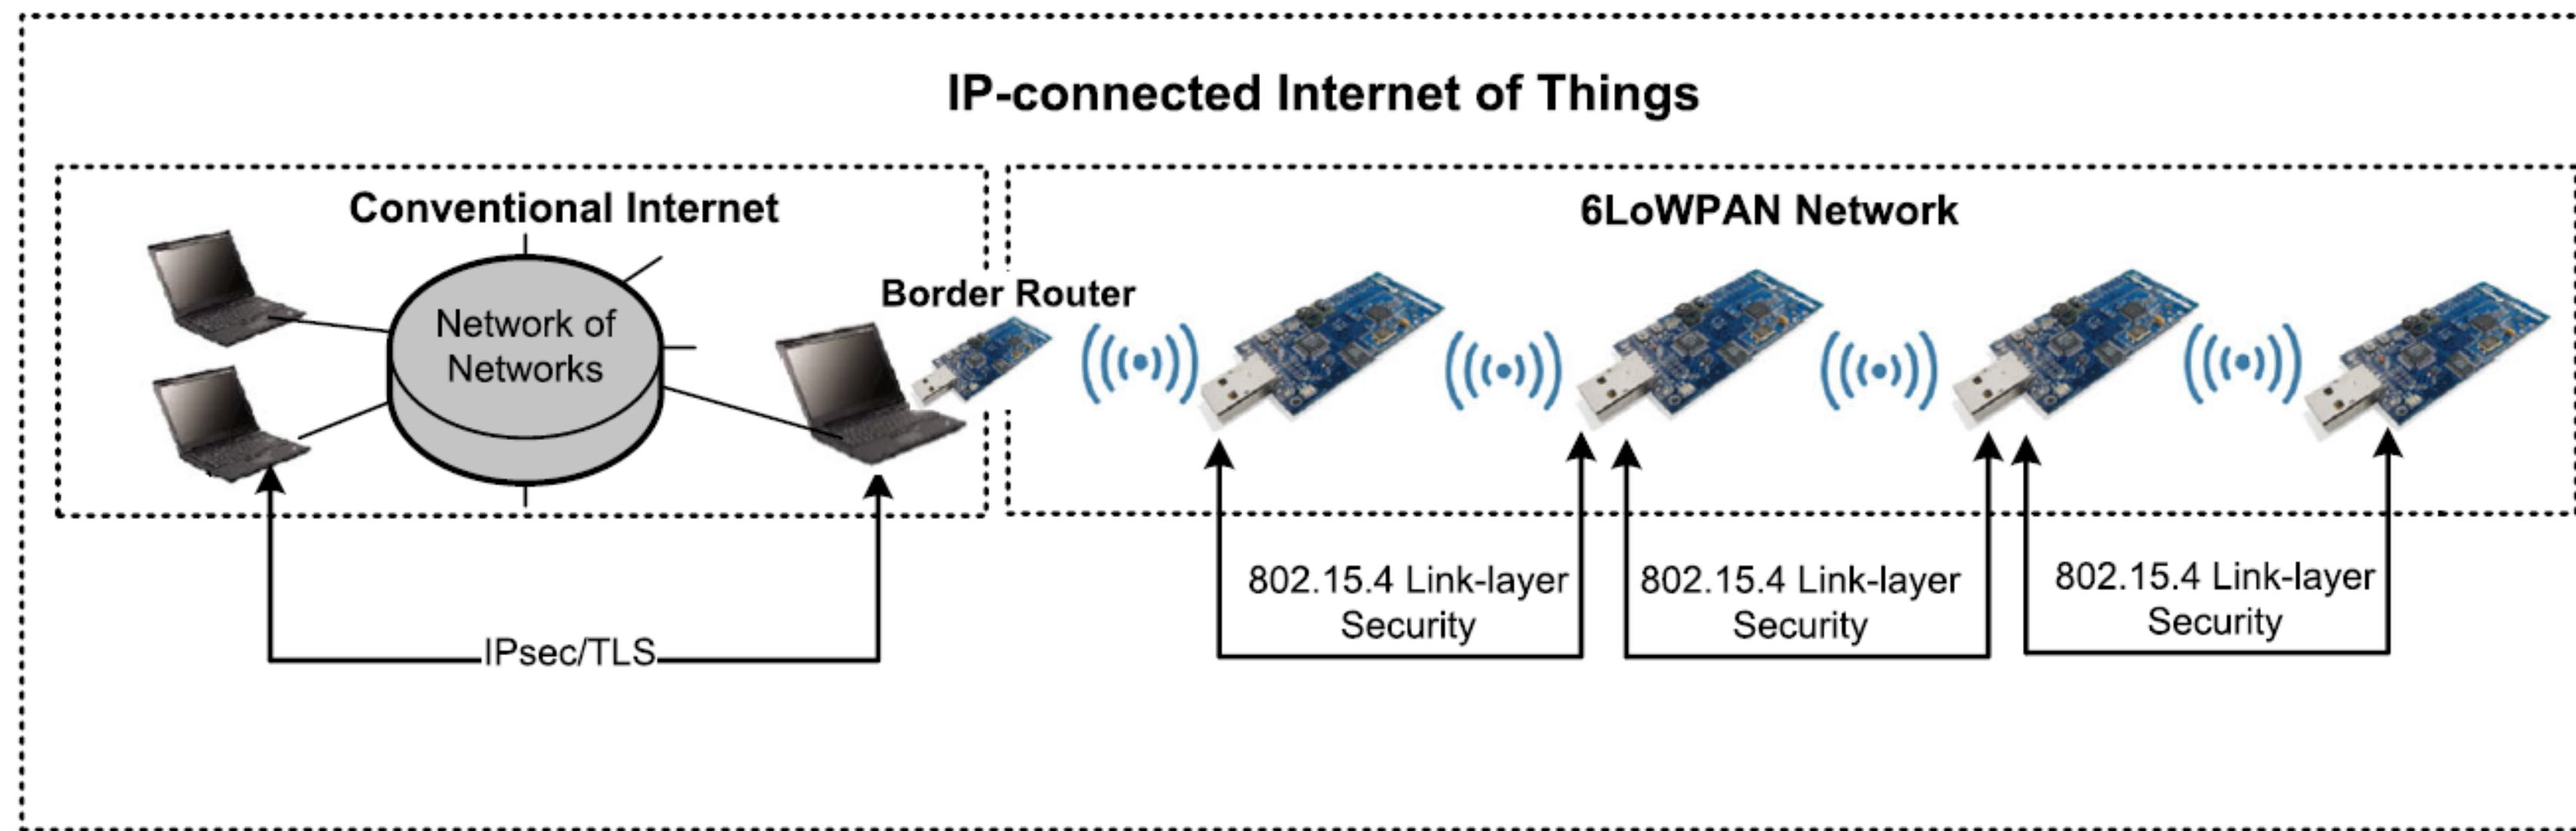 IP-connected Internet of Things
Conventional Internet
6LoWPAN Network
Border Router
Network of
Networks
802.15.4 Link-layer
Security
802.15.4 Link-layer
Security
802.15.4 Link-layer
Security
IPsec/TLS